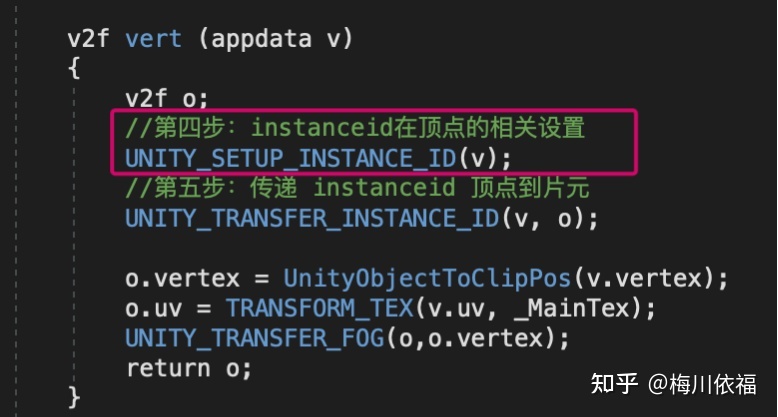 v2f vert (appdata v)
{
v2f o;
//第四步：instanceid在顶点的相关设置
UNITY_SETUP_INSTANCE_ID(v);
//第五步：传递 instanceid 顶点到片元
UNITY_TRANSFER_INSTANCE_ID(v, o);
o.vertex = UnityObjectToClipPos(v.vertex);
o.uv = TRANSFORM_TEX(v.uv, _MainTex);
UNITY_TRANSFER_FOG(o,o.vertex);
return o;
}
知乎 @梅川依福